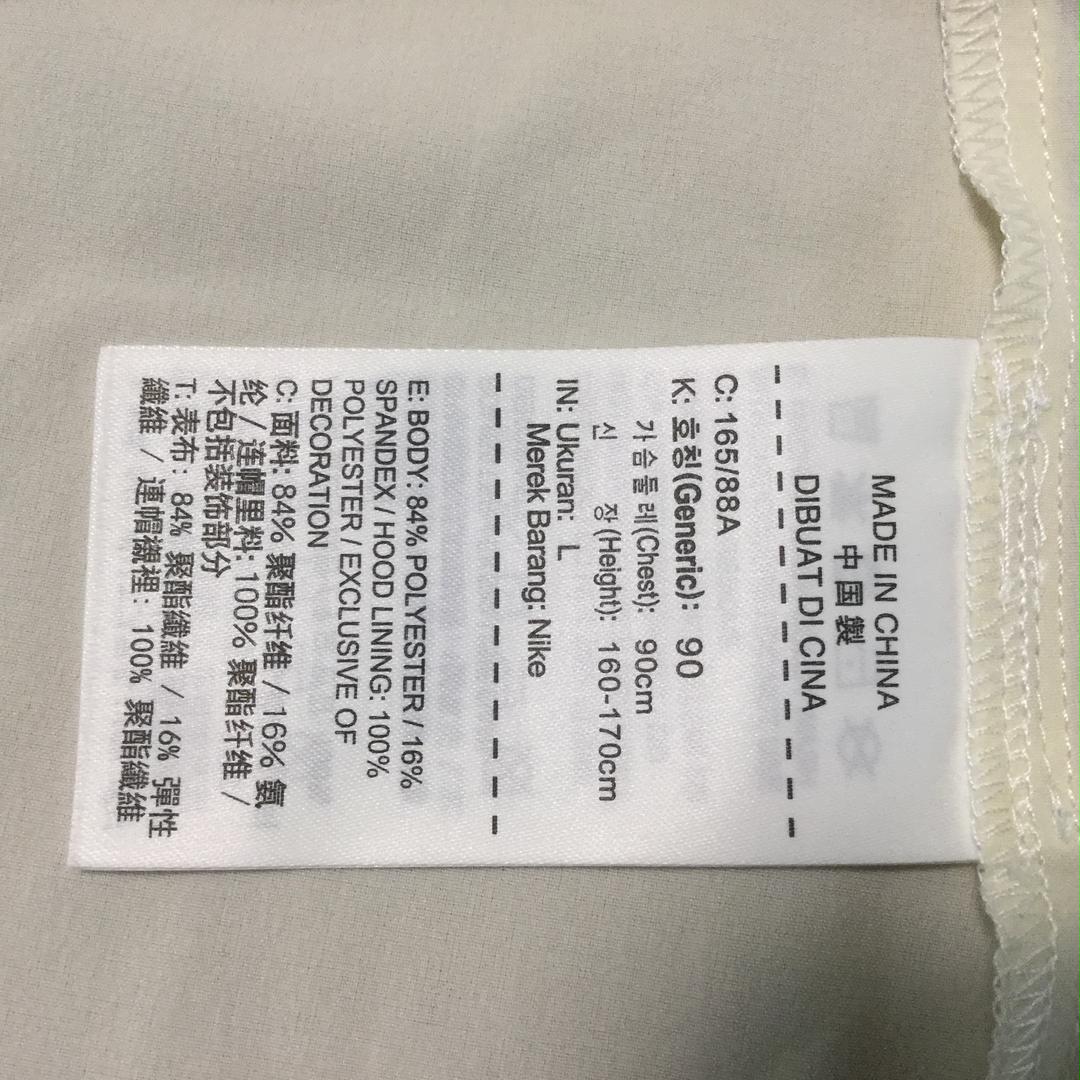 MADE IN CHINA
中国製
DIBUAT DI CINA
C: 165/88A
K: 호칭(Generic): 90
가슴둘레(Chest): 90cm
신 장(Height): 160-170cm
IN: Ukuran: L
Merek Barang: Nike
E: BODY: 84% POLYESTER / 16%
SPANDEX / HOOD LINING: 100%
POLYESTER / EXCLUSIVE OF
DECORATION
C: 面料: 84% 聚酯纤维 / 16% 氨
纶 / 连帽里料: 100% 聚酯纤维 /
不包括装饰部分
T: 表布: 84% 聚酯纖維 / 16% 彈性
纖維 / 連帽襯裡: 100% 聚酯纖維